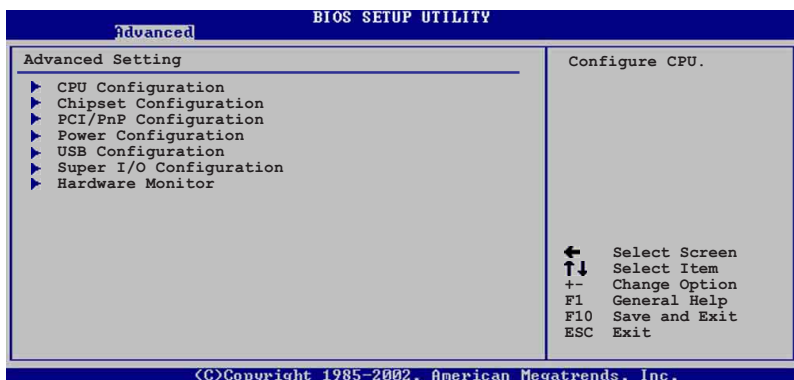 BIOS SETUP UTILITY
Advanced
Advanced Setting
CPU Configuration
Chipset Configuration
PCI/PnP Configuration
Power Configuration
USB Configuration
Super I/O Configuration
Hardware Monitor
Configure CPU.
← Select Screen
↑↓ Select Item
+- Change Option
F1 General Help
F10 Save and Exit
ESC Exit
(C)Copyright 1985-2002, American Megatrends, Inc.